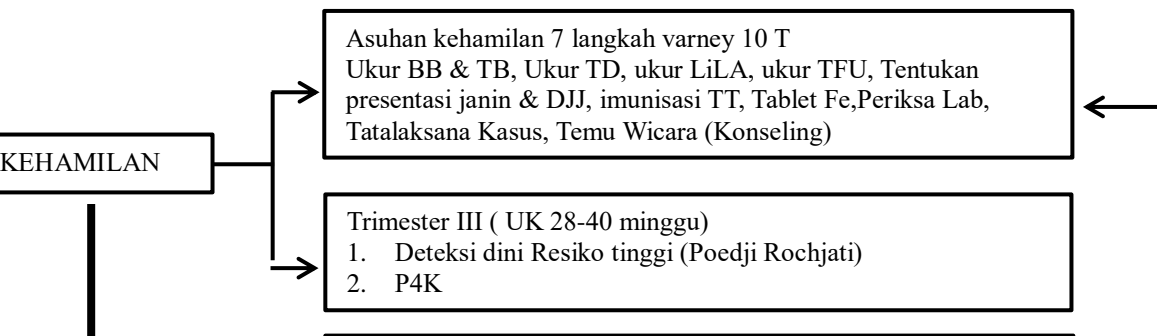 Asuhan kehamilan 7 langkah varney 10 T
Ukur BB & TB, Ukur TD, ukur LiLA, ukur TFU, Tentukan
presentasi janin & DJJ, imunisasi TT, Tablet Fe,Periksa Lab,
Tatalaksana Kasus, Temu Wicara (Konseling)
KEHAMILAN
Trimester III ( UK 28-40 minggu)
1. Deteksi dini Resiko tinggi (Poedji Rochjati)
2. P4K